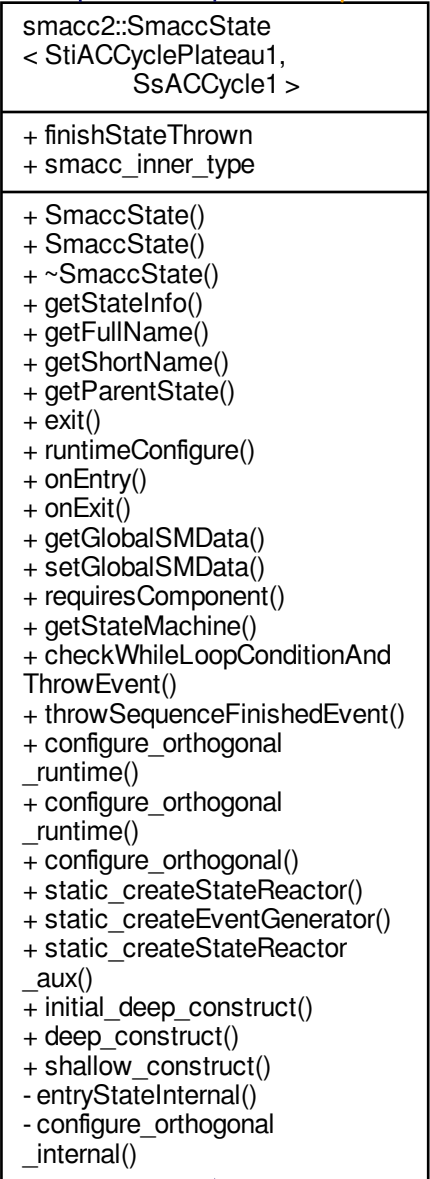 smacc2::SmaccState
< StiACCyclePlateau1,
SsACCycle1 >
+ finishStateThrown
+ smacc_inner_type
+ SmaccState()
+ SmaccState()
+ ~SmaccState()
+ getStateInfo()
+ getFullName()
+ getShortName()
+ getParentState()
+ exit()
+ runtimeConfigure()
+ onEntry()
+ onExit()
+ getGlobalSMData()
+ setGlobalSMData()
+ requiresComponent()
+ getStateMachine()
+ checkWhileLoopConditionAnd
ThrowEvent()
+ throwSequenceFinishedEvent()
+ configure_orthogonal
_runtime()
+ configure_orthogonal
_runtime()
+ configure_orthogonal()
+ static_createStateReactor()
+ static_createEventGenerator()
+ static_createStateReactor
_aux()
+ initial_deep_construct()
+ deep_construct()
+ shallow_construct()
- entryStateInternal()
- configure_orthogonal
_internal()